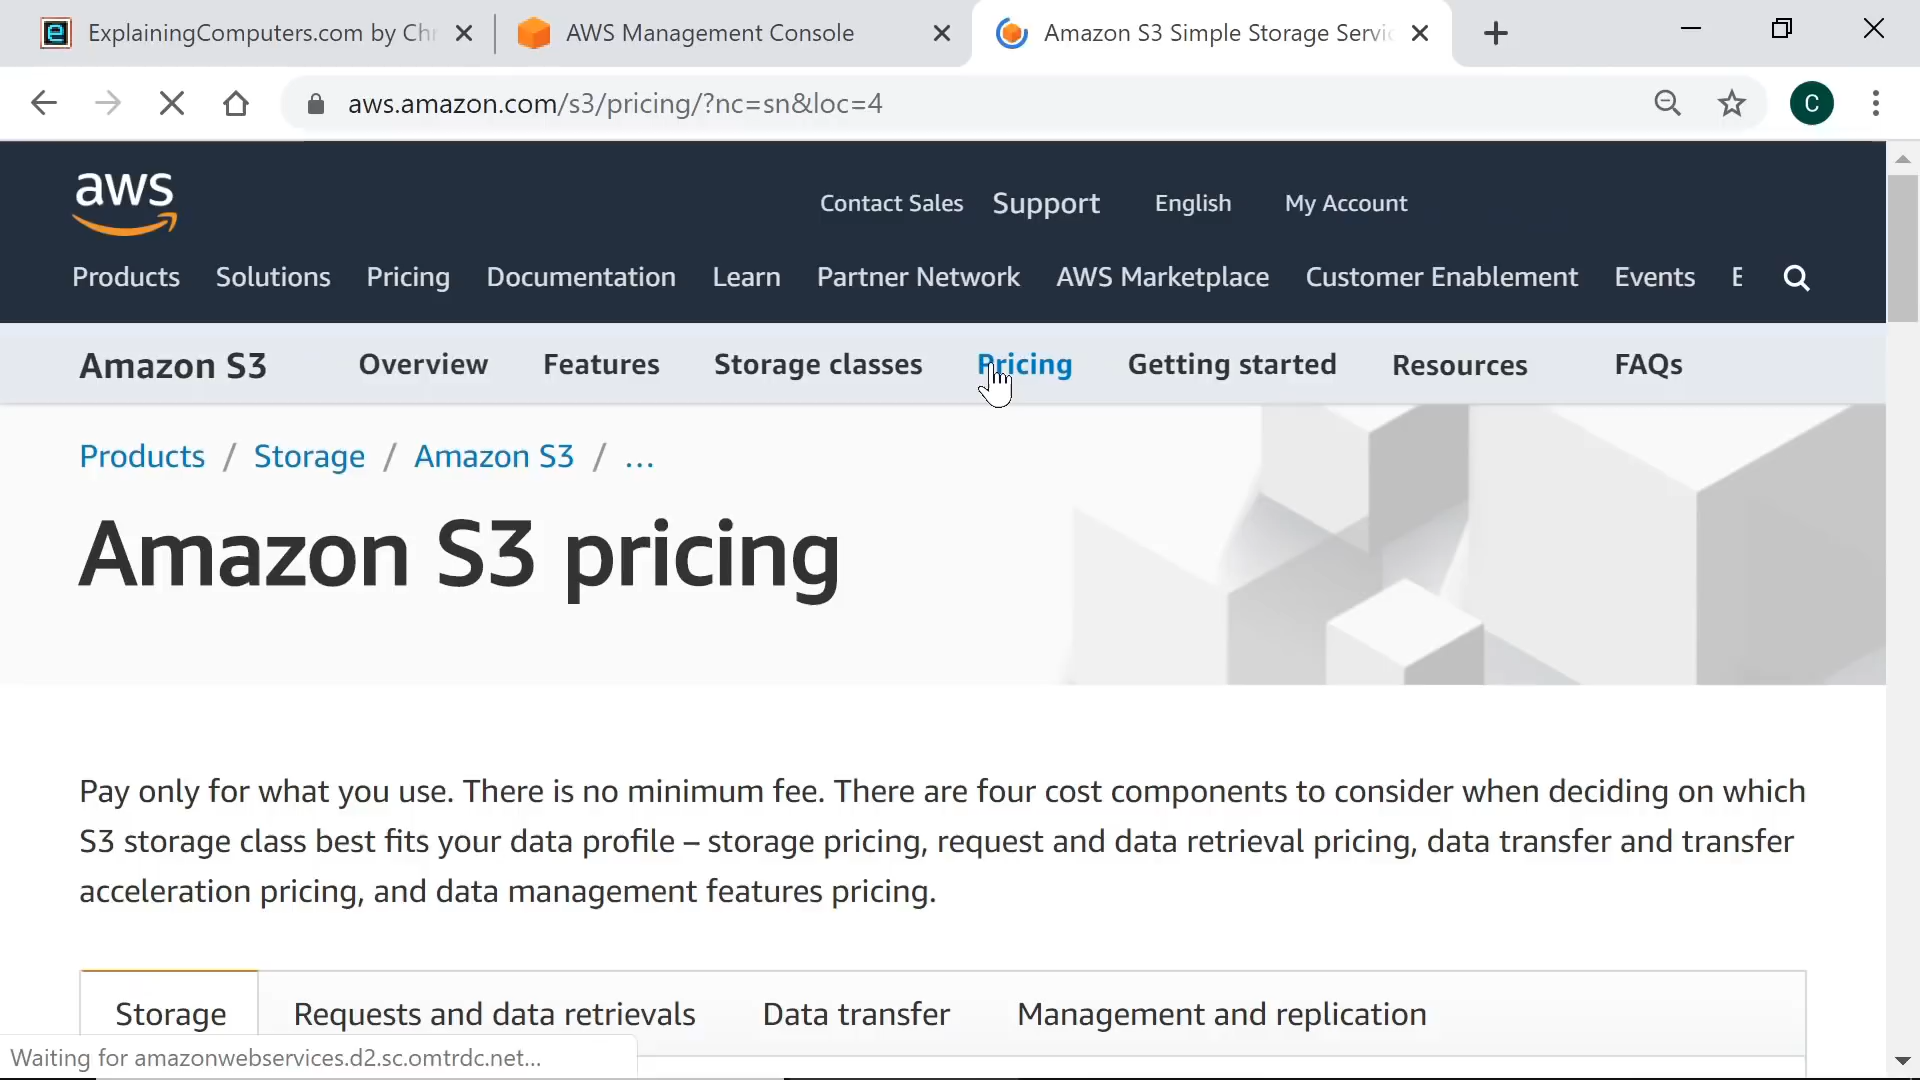 ExplainingComputers.com by Ch
AWS Management Console
Amazon S3 Simple Storage Servic
aws.amazon.com/s3/pricing/?nc=sn&loc=4
C
aws
Contact Sales Support English My Account
Products Solutions Pricing Documentation Learn Partner Network AWS Marketplace Customer Enablement Events E
Amazon S3 Overview Features Storage classes Pricing Getting started Resources FAQs
Products / Storage / Amazon S3 / ...
Amazon S3 pricing
Pay only for what you use. There is no minimum fee. There are four cost components to consider when deciding on which
S3 storage class best fits your data profile – storage pricing, request and data retrieval pricing, data transfer and transfer
acceleration pricing, and data management features pricing.
Storage Requests and data retrievals Data transfer Management and replication
Waiting for amazonwebservices.d2.sc.omtrdc.net...